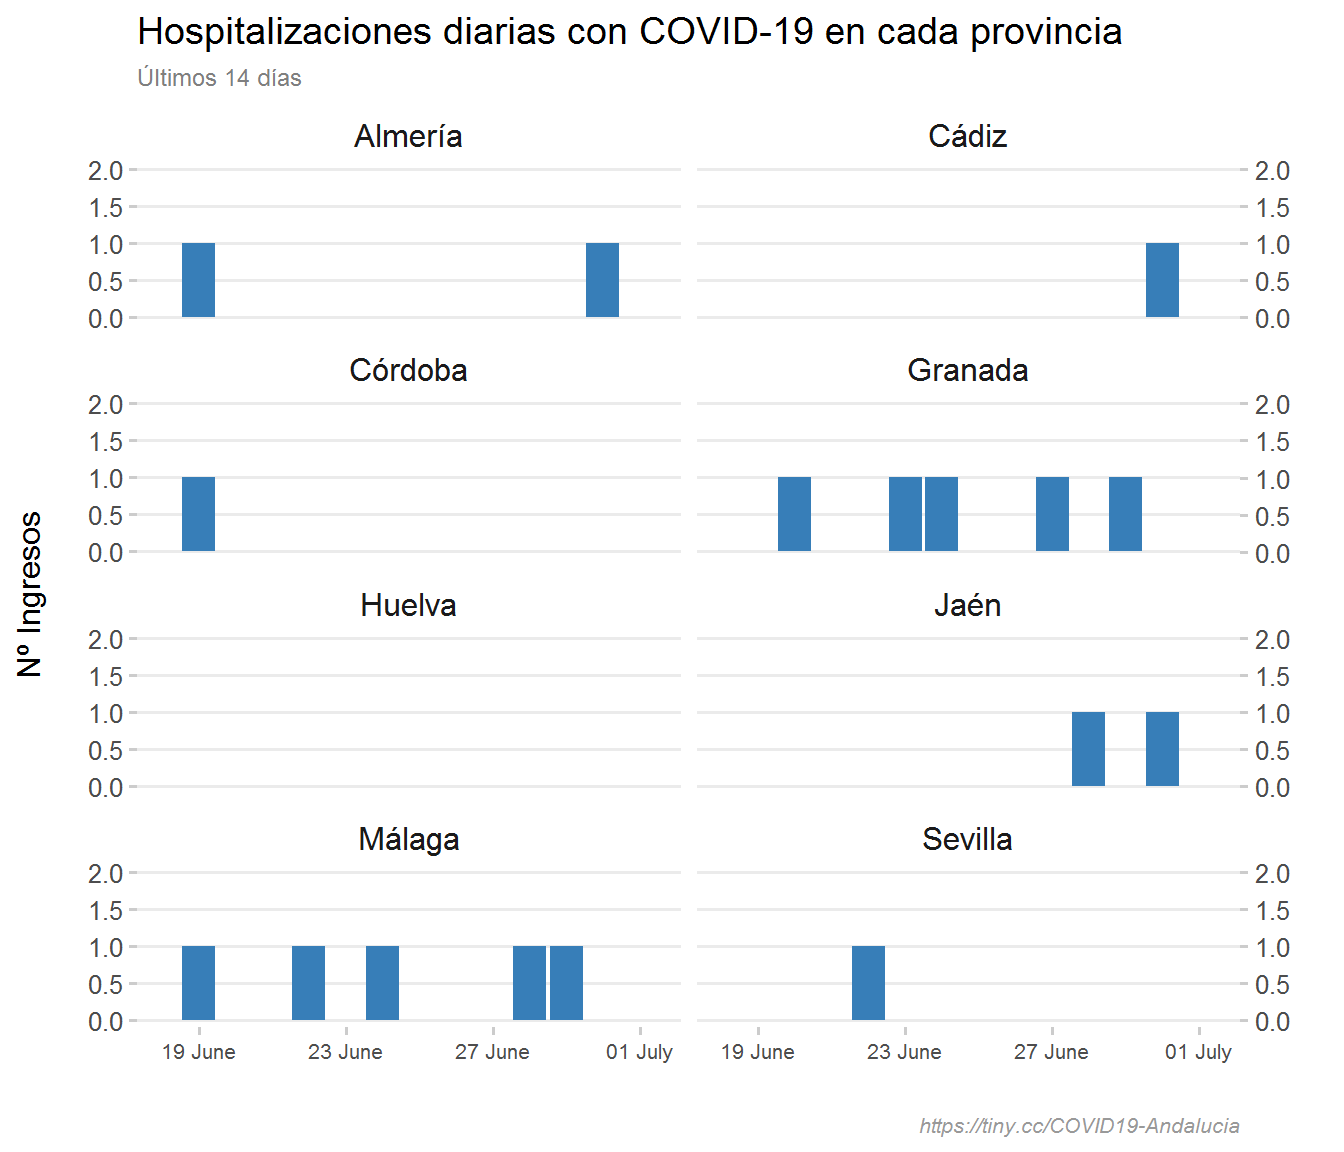 Hospitalizaciones diarias con COVID-19 en cada provincia
Últimos 14 días
Almería
Cádiz
2.0
1.5
1.0
0.5
0.0
2.0
1.5
1.0
0.5
0.0
Córdoba
Granada
2.0
1.5
1.0
0.5
0.0
2.0
1.5
1.0
0.5
0.0
Nº Ingresos
Huelva
Jaén
2.0
1.5
1.0
0.5
0.0
2.0
1.5
1.0
0.5
0.0
Málaga
Sevilla
2.0
1.5
1.0
0.5
0.0
2.0
1.5
1.0
0.5
0.0
19 June 23 June 27 June 01 July
19 June 23 June 27 June 01 July
https://tiny.cc/COVID19-Andalucia